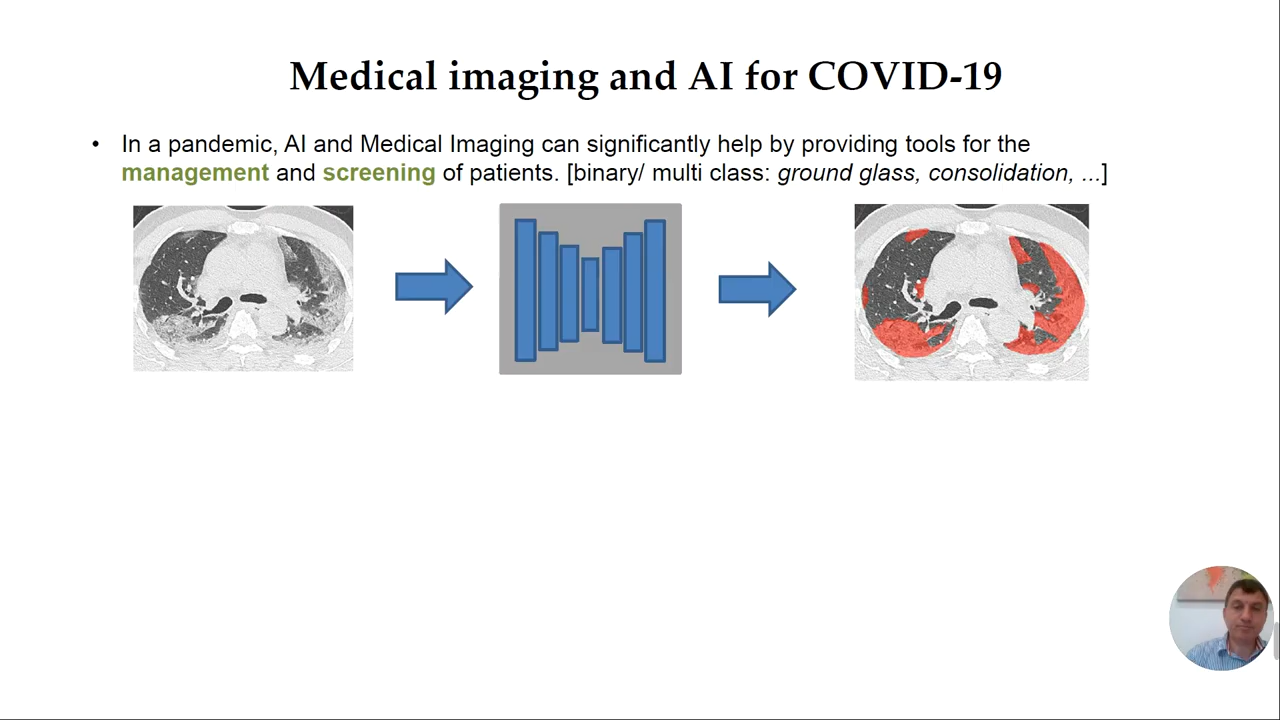 Medical imaging and AI for COVID-19
• In a pandemic, AI and Medical Imaging can significantly help by providing tools for the
management and screening of patients. [binary/ multi class: ground glass, consolidation, ...]